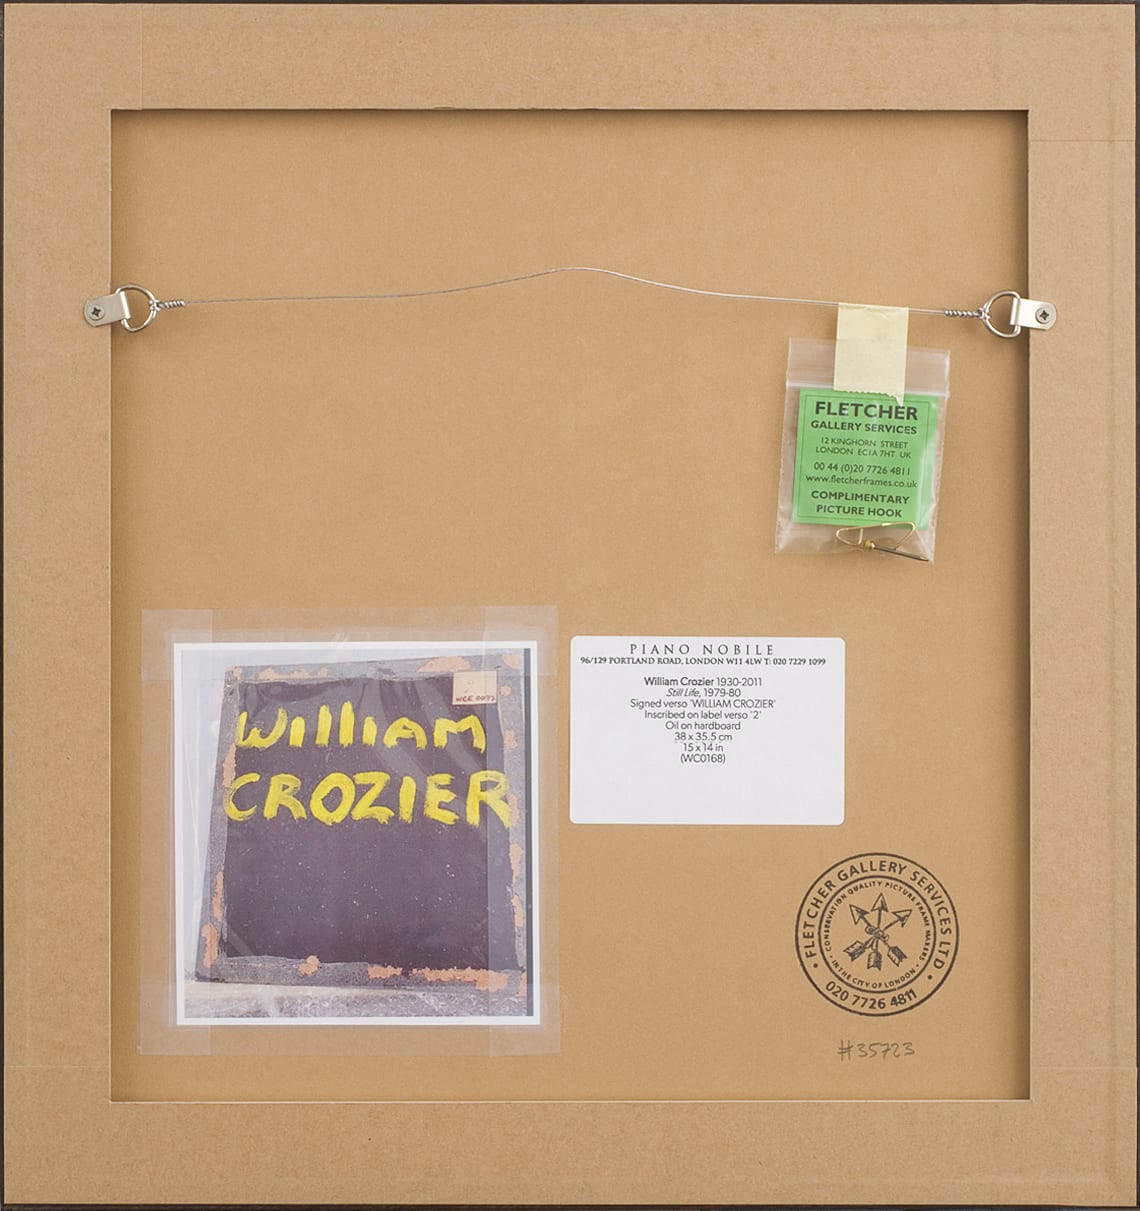 FLETCHER
GALLERY SERVICES
12 KINGHORN STREET
LONDON EC1A 7HT UK
00 44 (0)20 7726 4811
www.fletcherframes.co.uk
COMPLIMENTARY
PICTURE HOOK
WILLIAM
CROZIER
PIANO NOBILE
96/129 PORTLAND ROAD, LONDON W11 4LW T: 020 7229 1099
William Crozier 1930-2011
Still Life, 1979-80
Signed verso 'WILLIAM CROZIER'
Inscribed on label verso '2'
Oil on hardboard
38 x 35.5 cm
15 x 14 in
(WC0168)
• FLETCHER GALLERY SERVICES LTD •
020 7726 4811
CONSERVATION QUALITY PICTURE FRAME MAKERS
• IN THE CITY OF LONDON •
#35723